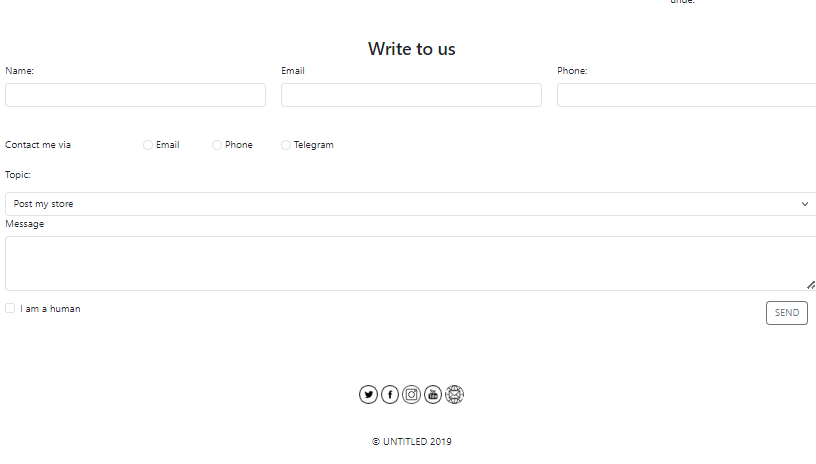 unde.
Write to us
Name: Email Phone:
Contact me via Email Phone Telegram
Topic:
Post my store
Message
I am a human SEND
© UNTITLED 2019